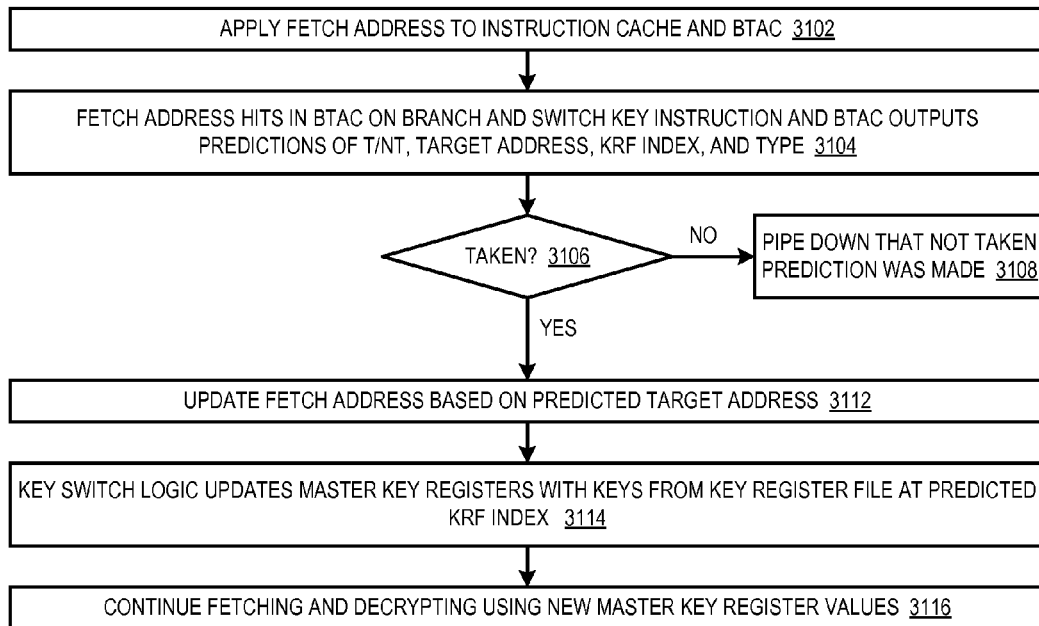 APPLY FETCH ADDRESS TO INSTRUCTION CACHE AND BTAC 3102
FETCH ADDRESS HITS IN BTAC ON BRANCH AND SWITCH KEY INSTRUCTION AND BTAC OUTPUTS
PREDICTIONS OF T/NT, TARGET ADDRESS, KRF INDEX, AND TYPE 3104
TAKEN? 3106
NO
PIPE DOWN THAT NOT TAKEN
PREDICTION WAS MADE 3108
YES
UPDATE FETCH ADDRESS BASED ON PREDICTED TARGET ADDRESS 3112
KEY SWITCH LOGIC UPDATES MASTER KEY REGISTERS WITH KEYS FROM KEY REGISTER FILE AT PREDICTED
KRF INDEX 3114
CONTINUE FETCHING AND DECRYPTING USING NEW MASTER KEY REGISTER VALUES 3116